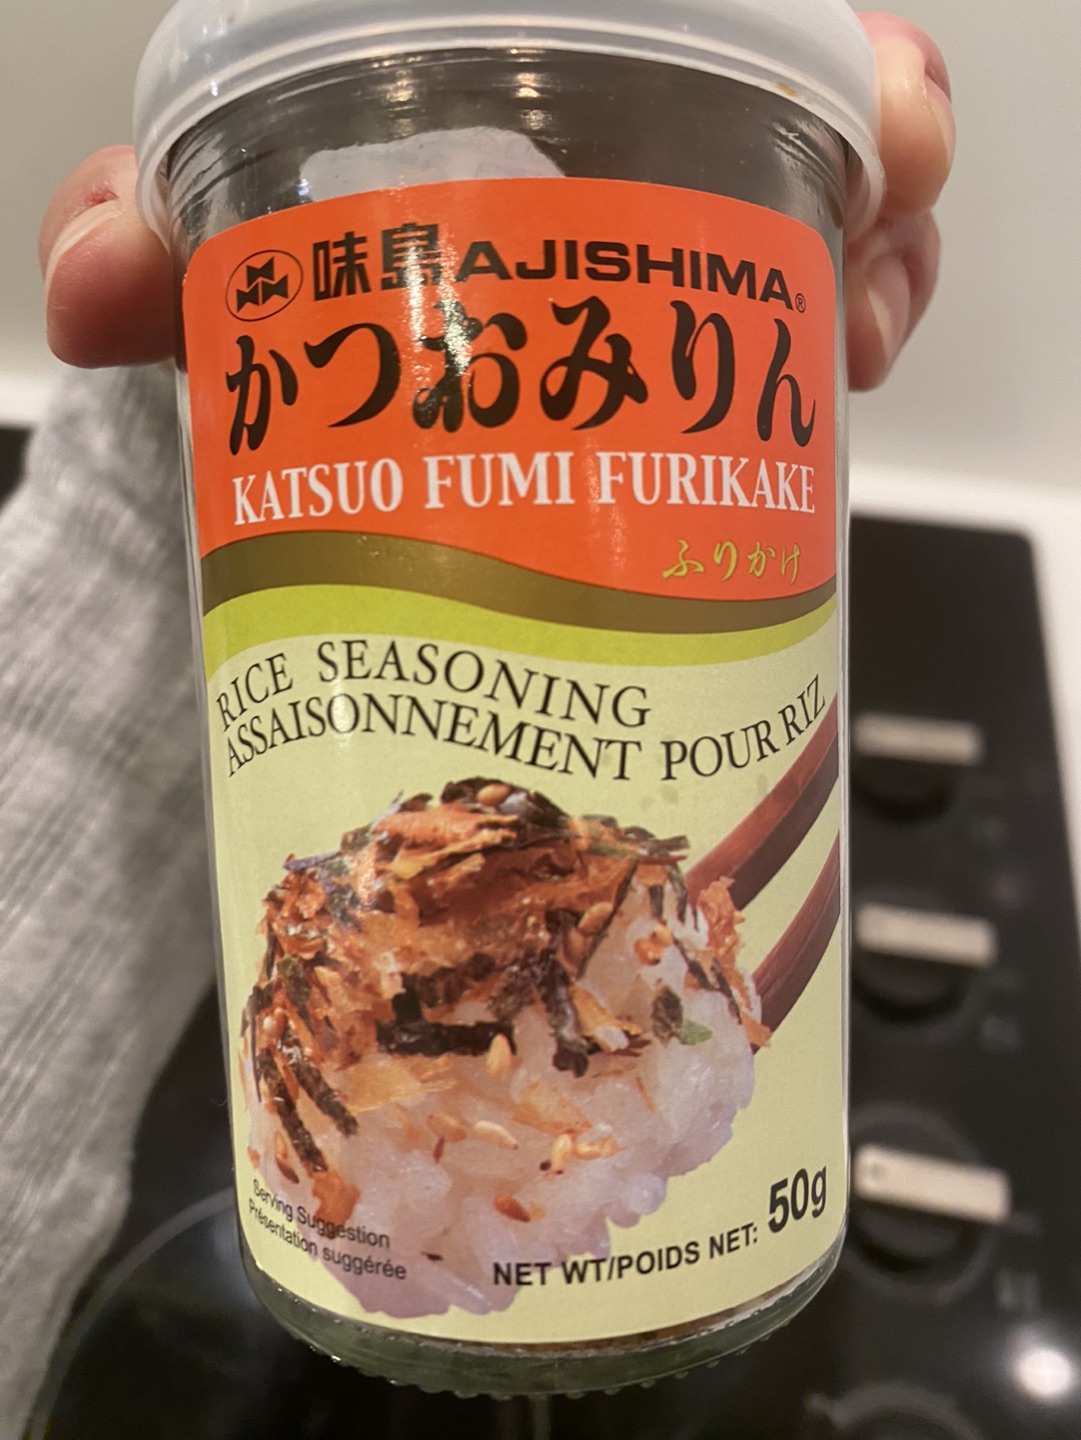 味島 AJISHIMA®
かつおみりん
KATSUO FUMI FURIKAKE
ふりかけ
RICE SEASONING
ASSAISONNEMENT POUR RIZ
Serving Suggestion
Présentation suggérée
NET WT/POIDS NET: 50g